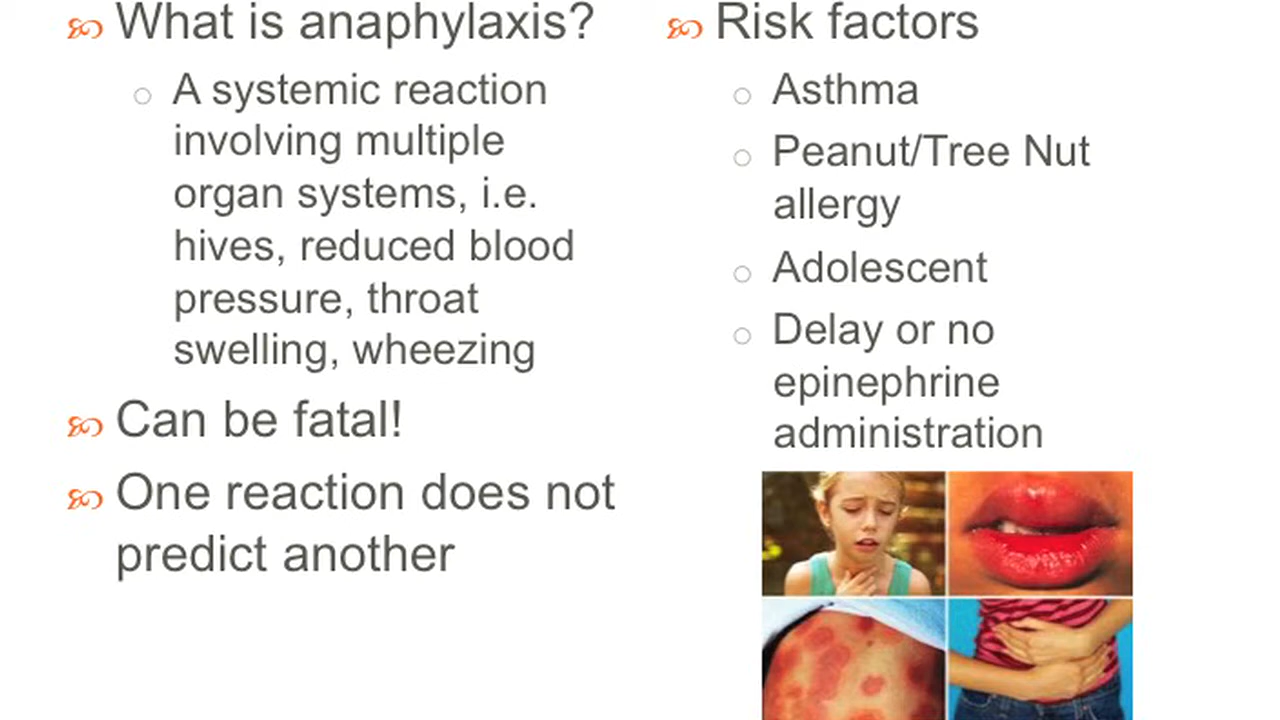 What is anaphylaxis?
A systemic reaction
involving multiple
organ systems, i.e.
hives, reduced blood
pressure, throat
swelling, wheezing
Can be fatal!
One reaction does not
predict another
Risk factors
Asthma
Peanut/Tree Nut
allergy
Adolescent
Delay or no
epinephrine
administration